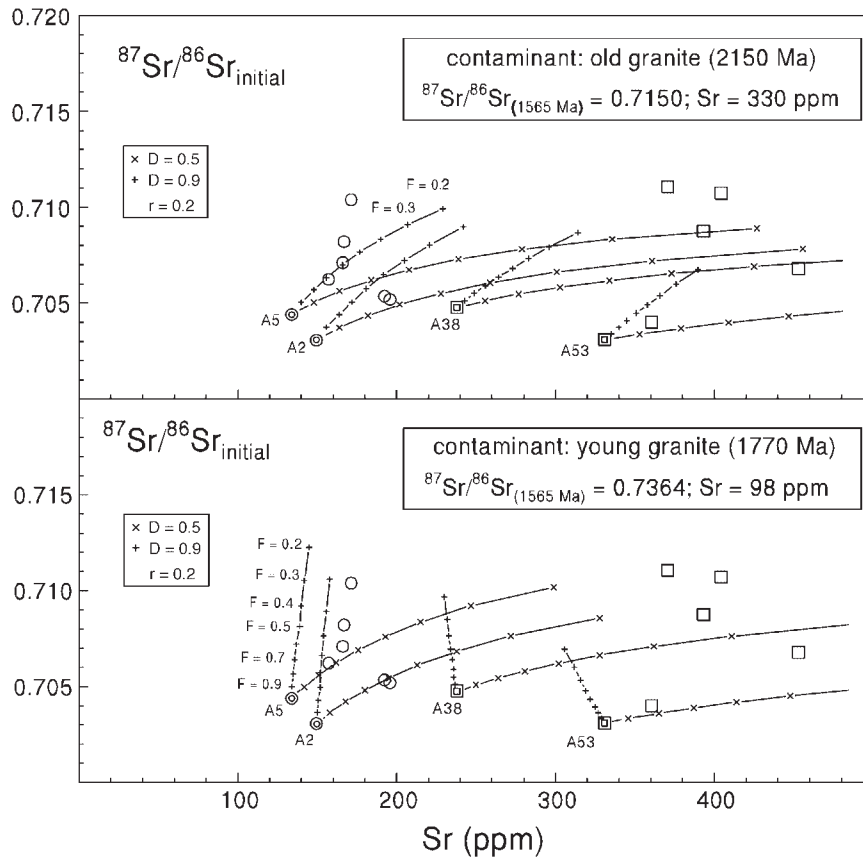 0.720
⁸⁷Sr/⁸⁶Sr initial
contaminant: old granite (2150 Ma)
⁸⁷Sr/⁸⁶Sr (1565 Ma) = 0.7150; Sr = 330 ppm
0.715
× D = 0.5
+ D = 0.9
r = 0.2
F = 0.2
F = 0.3
0.710
0.705
A5
A2
A38
A53
⁸⁷Sr/⁸⁶Sr initial
contaminant: young granite (1770 Ma)
⁸⁷Sr/⁸⁶Sr (1565 Ma) = 0.7364; Sr = 98 ppm
0.715
× D = 0.5
+ D = 0.9
r = 0.2
F = 0.2
F = 0.3
F = 0.4
F = 0.5
F = 0.7
F = 0.9
0.710
0.705
A5
A2
A38
A53
100 200 300 400
Sr (ppm)